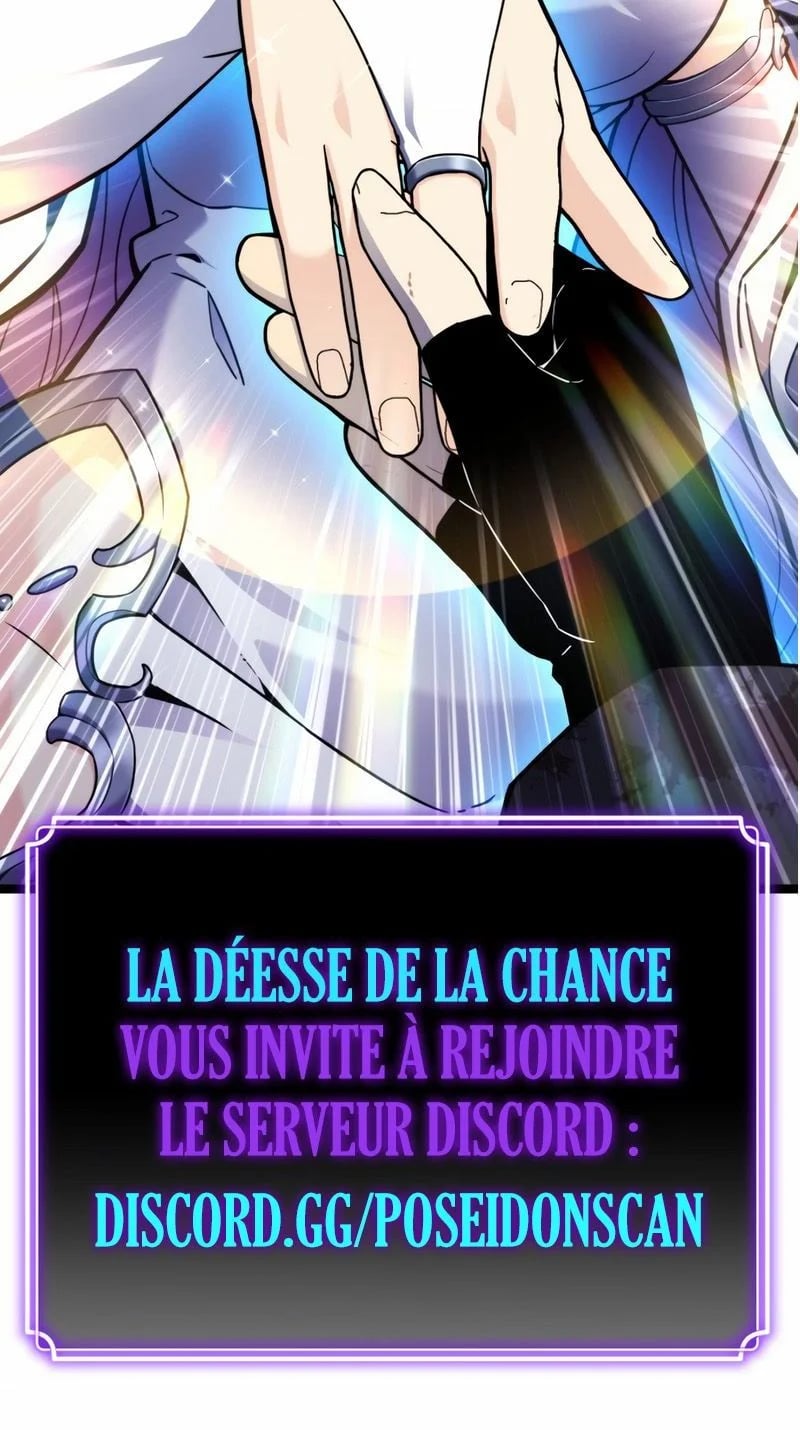 LA DÉESSE DE LA CHANCE
VOUS INVITE À REJOINDRE
LE SERVEUR DISCORD :
DISCORD.GG/POSEIDONSCAN